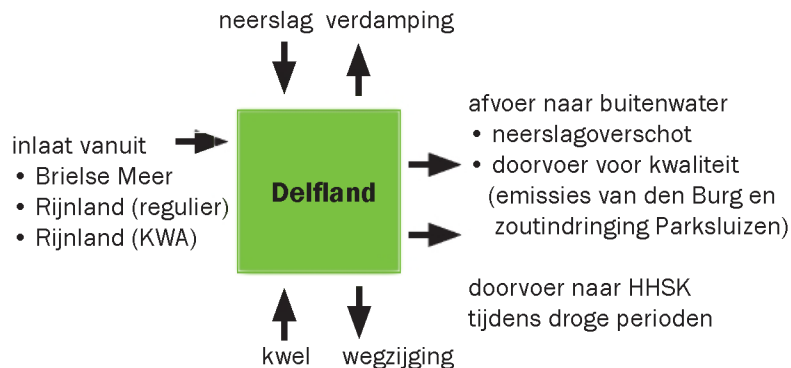 neerslag verdamping
inlaat vanuit
• Brielse Meer
• Rijnland (regulier)
• Rijnland (KWA)
Delfland
afvoer naar buitenwater
• neerslagoverschot
• doorvoer voor kwaliteit
(emissies van den Burg en
zoutindringing Parksluizen)
doorvoer naar HHSK
tijdens droge perioden
kwel wegzijging